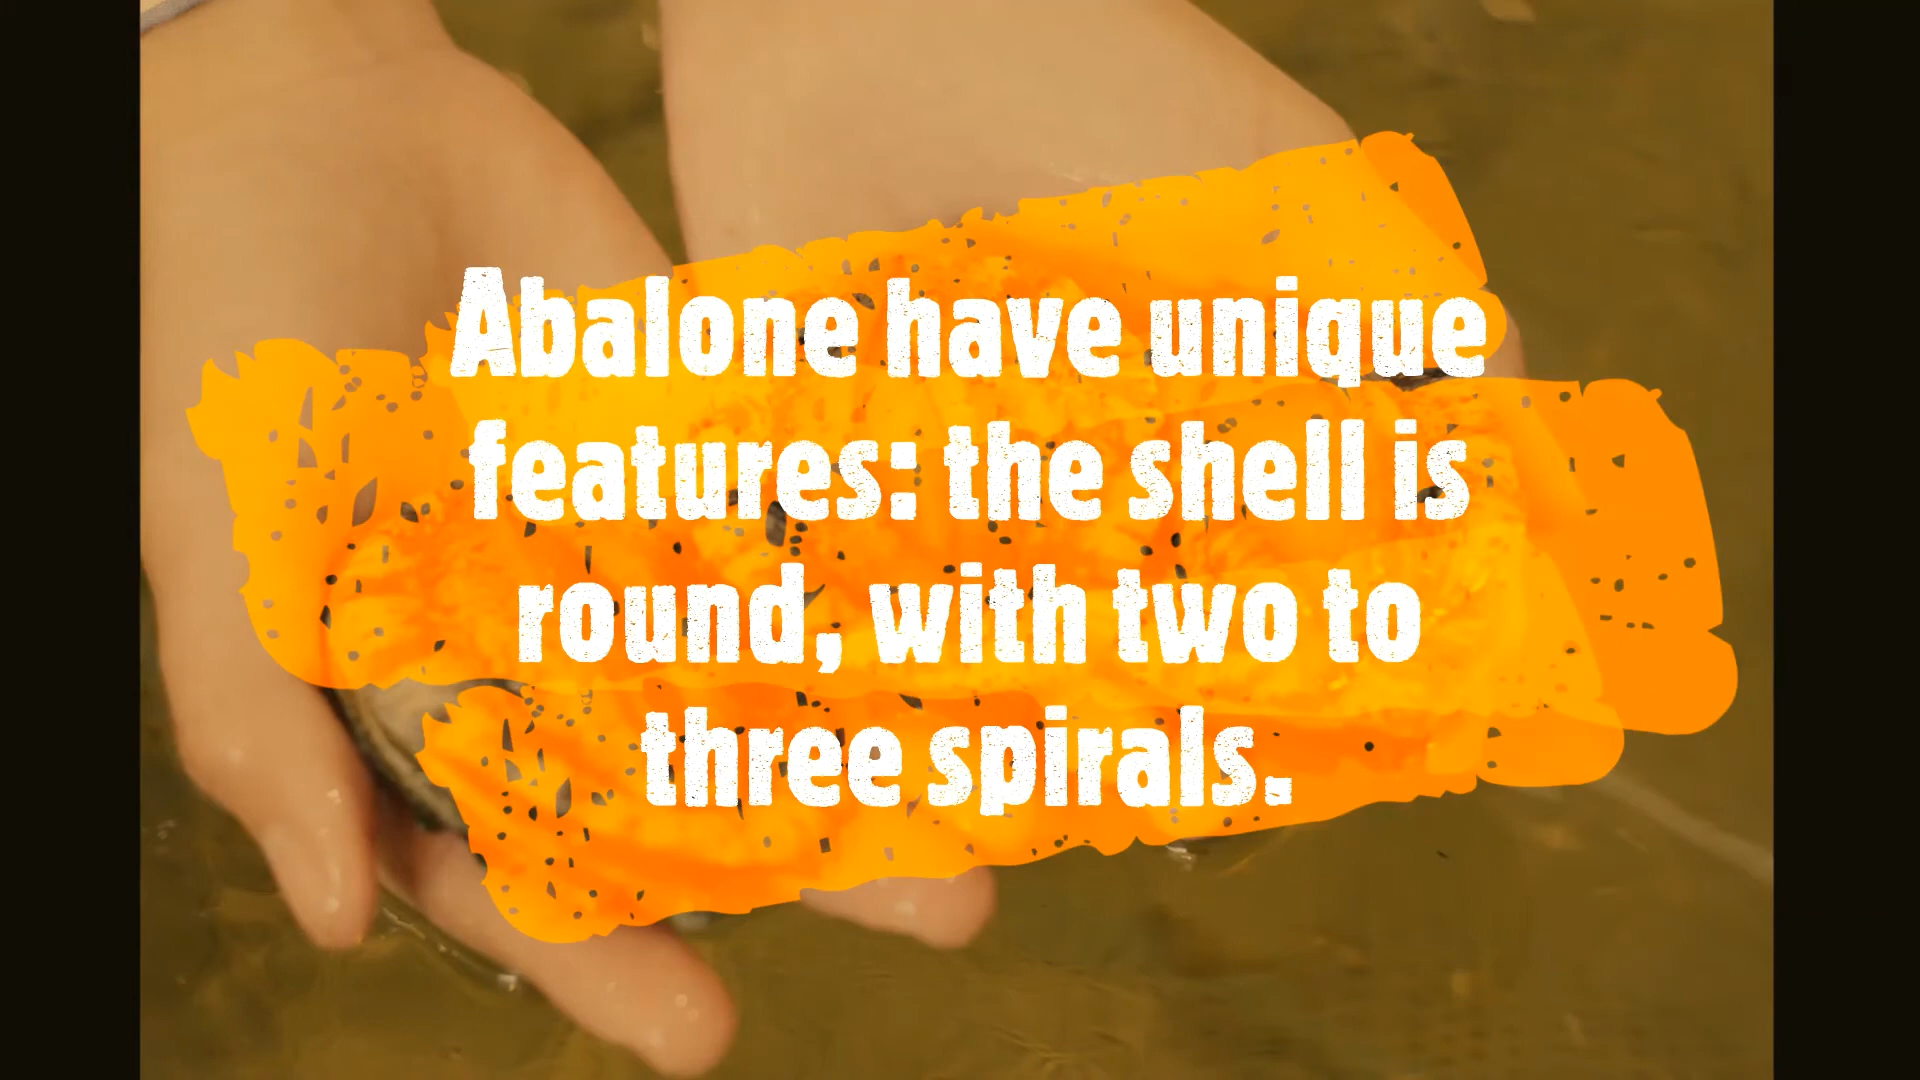 Abalone have unique
features: the shell is
round, with two to
three spirals.